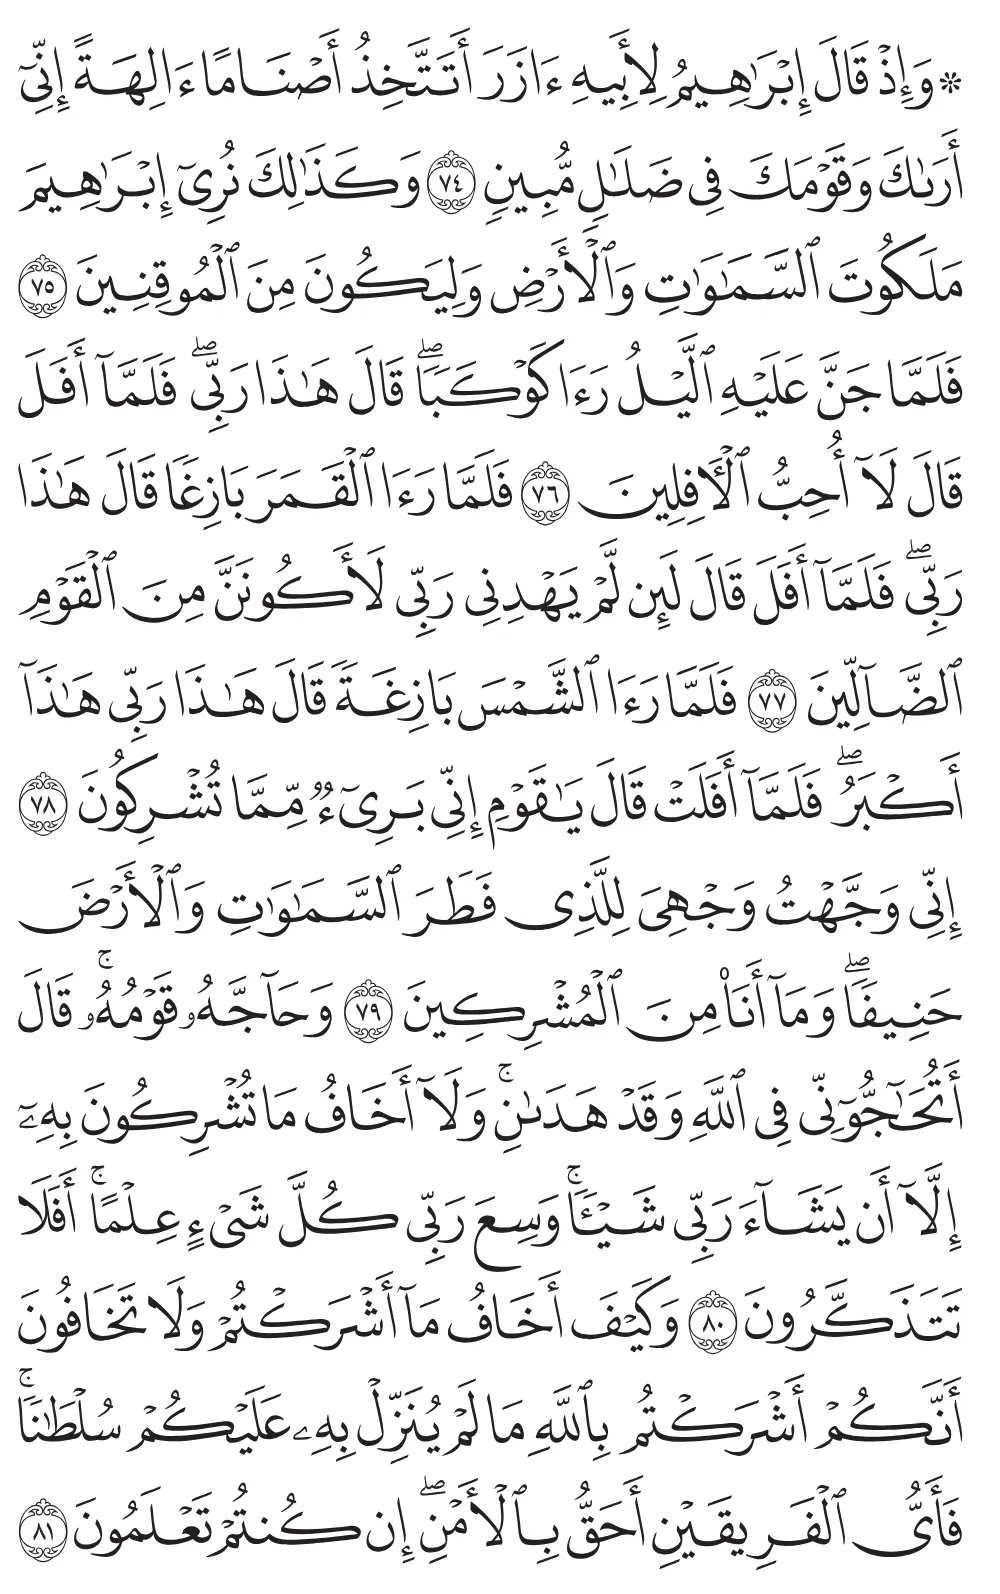 ۞ وَإِذۡ قَالَ إِبۡرَٰهِيمُ لِأَبِيهِ ءَازَرَ أَتَتَّخِذُ أَصۡنَامًا ءَالِهَةً إِنِّيٓ
أَرَىٰكَ وَقَوۡمَكَ فِي ضَلَٰلٖ مُّبِينٖ ٧٤ وَكَذَٰلِكَ نُرِيٓ إِبۡرَٰهِيمَ
مَلَكُوتَ ٱلسَّمَٰوَٰتِ وَٱلۡأَرۡضِ وَلِيَكُونَ مِنَ ٱلۡمُوقِنِينَ ٧٥
فَلَمَّا جَنَّ عَلَيۡهِ ٱلَّيۡلُ رَءَا كَوۡكَبٗاۖ قَالَ هَٰذَا رَبِّيۖ فَلَمَّآ أَفَلَ
قَالَ لَآ أُحِبُّ ٱلۡأٓفِلِينَ ٧٦ فَلَمَّا رَءَا ٱلۡقَمَرَ بَازِغٗا قَالَ هَٰذَا
رَبِّيۖ فَلَمَّآ أَفَلَ قَالَ لَئِن لَّمۡ يَهۡدِنِي رَبِّي لَأَكُونَنَّ مِنَ ٱلۡقَوۡمِ
ٱلضَّآلِّينَ ٧٧ فَلَمَّا رَءَا ٱلشَّمۡسَ بَازِغَةٗ قَالَ هَٰذَا رَبِّي هَٰذَآ
أَكۡبَرُۖ فَلَمَّآ أَفَلَتۡ قَالَ يَٰقَوۡمِ إِنِّي بَرِيٓءٞ مِّمَّا تُشۡرِكُونَ ٧٨
إِنِّي وَجَّهۡتُ وَجۡهِيَ لِلَّذِي فَطَرَ ٱلسَّمَٰوَٰتِ وَٱلۡأَرۡضَ
حَنِيفٗاۖ وَمَآ أَنَا۠ مِنَ ٱلۡمُشۡرِكِينَ ٧٩ وَحَآجَّهُۥ قَوۡمُهُۥۚ قَالَ
أَتُحَٰٓجُّوٓنِّي فِي ٱللَّهِ وَقَدۡ هَدَىٰنِۚ وَلَآ أَخَافُ مَا تُشۡرِكُونَ بِهِۦٓ
إِلَّآ أَن يَشَآءَ رَبِّي شَيۡـٔٗاۚ وَسِعَ رَبِّي كُلَّ شَيۡءٍ عِلۡمًاۚ أَفَلَا
تَتَذَكَّرُونَ ٨٠ وَكَيۡفَ أَخَافُ مَآ أَشۡرَكۡتُمۡ وَلَا تَخَافُونَ
أَنَّكُمۡ أَشۡرَكۡتُم بِٱللَّهِ مَا لَمۡ يُنَزِّلۡ بِهِۦ عَلَيۡكُمۡ سُلۡطَٰنٗاۚ
فَأَيُّ ٱلۡفَرِيقَيۡنِ أَحَقُّ بِٱلۡأَمۡنِۖ إِن كُنتُمۡ تَعۡلَمُونَ ٨١